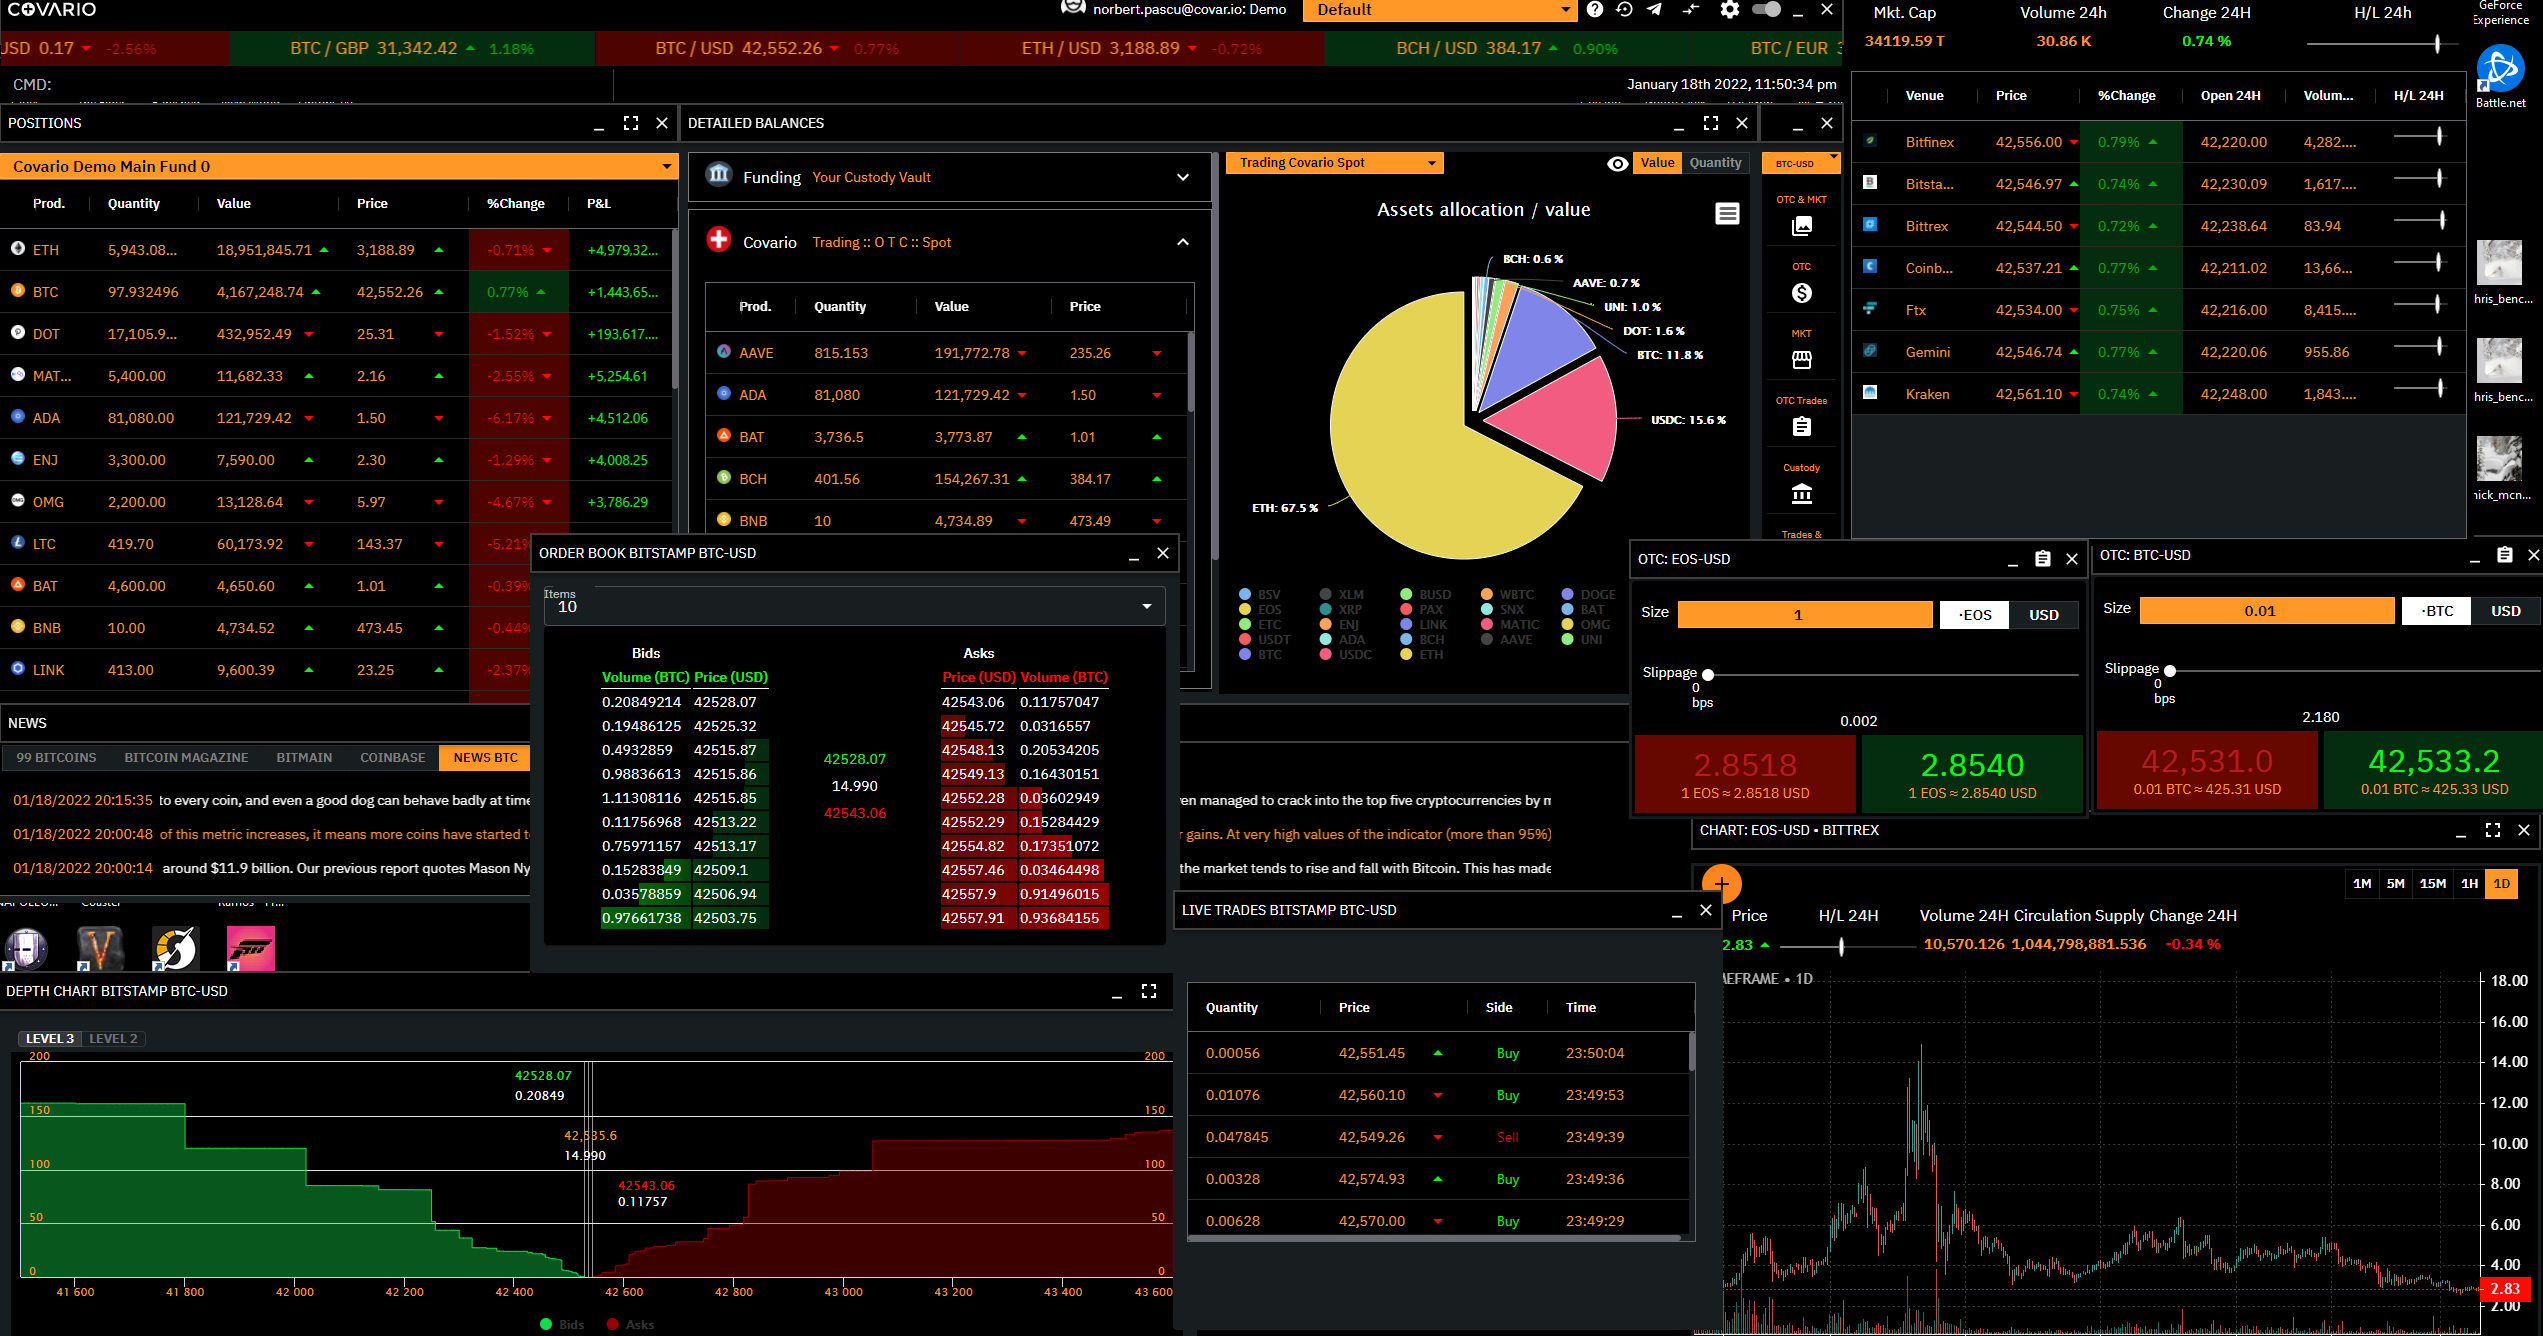 COVARIO
norbert.pascu@covar.io: Demo
Default
USD 0.17 -2.56%
BTC / GBP 31,342.42 1.18%
BTC / USD 42,552.26 0.77%
ETH / USD 3,188.89 -0.72%
BCH / USD 384.17 0.90%
BTC / EUR
CMD:
January 18th 2022, 11:50:34 pm
POSITIONS
Covario Demo Main Fund 0
Prod. Quantity Value Price %Change P&L
ETH 5,943.08... 18,951,845.71 3,188.89 -0.71% +4,979,32...
BTC 97.932496 4,167,248.74 42,552.26 0.77% +1,443,65...
DOT 17,105.9... 432,952.49 25.31 -1.52% +193,617....
MAT... 5,400.00 11,682.33 2.16 -2.55% +5,254.61
ADA 81,080.00 121,729.42 1.50 -6.17% +4,512.06
ENJ 3,300.00 7,590.00 2.30 -1.29% +4,008.25
OMG 2,200.00 13,128.64 5.97 -4.67% +3,786.29
LTC 419.70 60,173.92 143.37 -5.21%
BAT 4,600.00 4,650.60 1.01 -0.39%
BNB 10.00 4,734.52 473.45 -0.44%
LINK 413.00 9,600.39 23.25 -2.37%
DETAILED BALANCES
Funding Your Custody Vault
Covario Trading :: O T C :: Spot
Prod. Quantity Value Price
AAVE 815.153 191,772.78 235.26
ADA 81,080 121,729.42 1.50
BAT 3,736.5 3,773.87 1.01
BCH 401.56 154,267.31 384.17
BNB 10 4,734.89 473.49
Trading Covario Spot
Value Quantity
Assets allocation / value
BCH: 0.6 %
AAVE: 0.7 %
UNI: 1.0 %
DOT: 1.6 %
BTC: 11.8 %
USDC: 15.6 %
ETH: 67.5 %
BSV XLM BUSD WBTC DOGE
EOS XRP PAX SNX BAT
ETC ENJ LINK MATIC OMG
USDT ADA BCH AAVE UNI
BTC USDC ETH
BTC-USD
OTC & MKT
OTC
MKT
OTC Trades
Custody
Trades &
Mkt. Cap Volume 24h Change 24H H/L 24h
34119.59 T 30.86 K 0.74 %
Venue Price %Change Open 24H Volum... H/L 24H
Bitfinex 42,556.00 0.79% 42,220.00 4,282....
Bitsta... 42,546.97 0.74% 42,230.09 1,617....
Bittrex 42,544.50 0.72% 42,238.64 83.94
Coinb... 42,537.21 0.77% 42,211.02 13,66...
Ftx 42,534.00 0.75% 42,216.00 8,415....
Gemini 42,546.74 0.77% 42,220.06 955.86
Kraken 42,561.10 0.74% 42,248.00 1,843....
GeForce
Experience
Battle.net
hris_benc...
hris_benc...
nick_mcn...
ORDER BOOK BITSTAMP BTC-USD
Items
10
Bids Asks
Volume (BTC) Price (USD) Price (USD) Volume (BTC)
0.20849214 42528.07 42543.06 0.11757047
0.19486125 42525.32 42545.72 0.0316557
0.4932859 42515.87 42548.13 0.20534205
0.98836613 42515.86 42549.13 0.16430151
1.11308116 42515.85 42552.28 0.03602949
0.11756968 42513.22 42552.29 0.15284429
0.75971157 42513.17 42554.82 0.17351072
0.15283849 42509.1 42557.46 0.03464498
0.03578859 42506.94 42557.9 0.91496015
0.97661738 42503.75 42557.91 0.93684155
42528.07
14.990
42543.06
OTC: EOS-USD
Size 1 ·EOS USD
Slippage
0
bps
0.002
2.8518 2.8540
1 EOS ≈ 2.8518 USD 1 EOS ≈ 2.8540 USD
OTC: BTC-USD
Size 0.01 ·BTC USD
Slippage
0
bps
2.180
42,531.0 42,533.2
0.01 BTC ≈ 425.31 USD 0.01 BTC ≈ 425.33 USD
NEWS
99 BITCOINS BITCOIN MAGAZINE BITMAIN COINBASE NEWS BTC
01/18/2022 20:15:35 to every coin, and even a good dog can behave badly at time
en managed to crack into the top five cryptocurrencies by m
01/18/2022 20:00:48 of this metric increases, it means more coins have started t
r gains. At very high values of the indicator (more than 95%)
01/18/2022 20:00:14 around $11.9 billion. Our previous report quotes Mason Ny
the market tends to rise and fall with Bitcoin. This has made
DEPTH CHART BITSTAMP BTC-USD
LEVEL 3 LEVEL 2
200 200
150 150
100 100
50 50
0 0
42528.07
0.20849
42,535.6
14.990
42543.06
0.11757
41 600 41 800 42 000 42 200 42 400 42 600 42 800 43 000 43 200 43 400 43 600
Bids Asks
LIVE TRADES BITSTAMP BTC-USD
Quantity Price Side Time
0.00056 42,551.45 Buy 23:50:04
0.01076 42,560.10 Buy 23:49:53
0.047845 42,549.26 Sell 23:49:39
0.00328 42,574.93 Buy 23:49:36
0.00628 42,570.00 Buy 23:49:29
CHART: EOS-USD • BITTREX
1M 5M 15M 1H 1D
Price H/L 24H Volume 24H Circulation Supply Change 24H
2.83 10,570.126 1,044,798,881.536 -0.34 %
MEFRAME • 1D
18.00
16.00
14.00
12.00
10.00
8.00
6.00
4.00
2.83
2.00